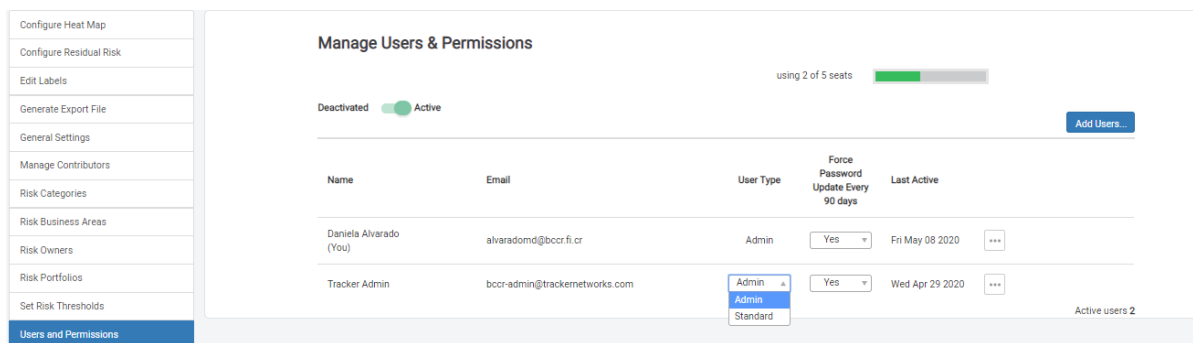 Configure Heat Map
Configure Residual Risk
Edit Labels
Generate Export File
General Settings
Manage Contributors
Risk Categories
Risk Business Areas
Risk Owners
Risk Portfolios
Set Risk Thresholds
Users and Permissions
Manage Users & Permissions
using 2 of 5 seats
Deactivated Active
Add Users...
Name Email User Type Force Password Update Every 90 days Last Active
Daniela Alvarado (You) alvaradomd@bccr.fi.cr Admin Yes Fri May 08 2020
Tracker Admin bccr-admin@trackernetworks.com Admin Yes Wed Apr 29 2020
Admin
Standard
Active users 2